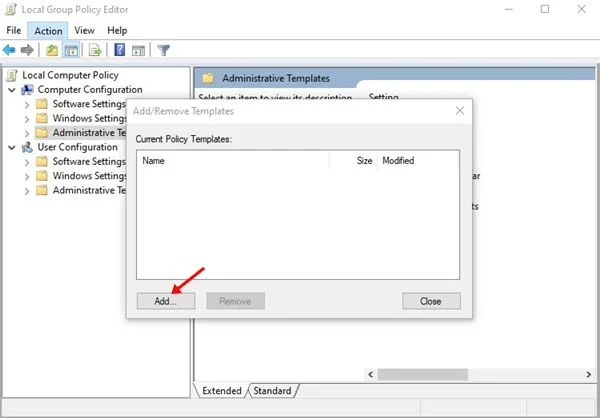 Local Group Policy Editor
File Action View Help
Local Computer Policy
Computer Configuration
Software Settings
Windows Settings
Administrative Te
User Configuration
Software Settings
Windows Settings
Administrative Ter
Administrative Templates
Select an item to view its description. Setting
Add/Remove Templates
Current Policy Templates:
Name Size Modified
Add... Remove Close
ar
ts
Extended Standard